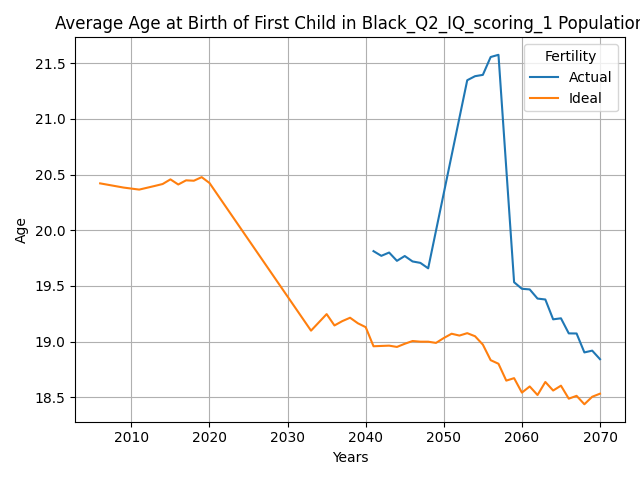 Average Age at Birth of First Child in Black_Q2_IQ_scoring_1 Population
Fertility
Actual
Ideal
21.5
21.0
20.5
20.0
19.5
19.0
18.5
Age
2010
2020
2030
2040
2050
2060
2070
Years